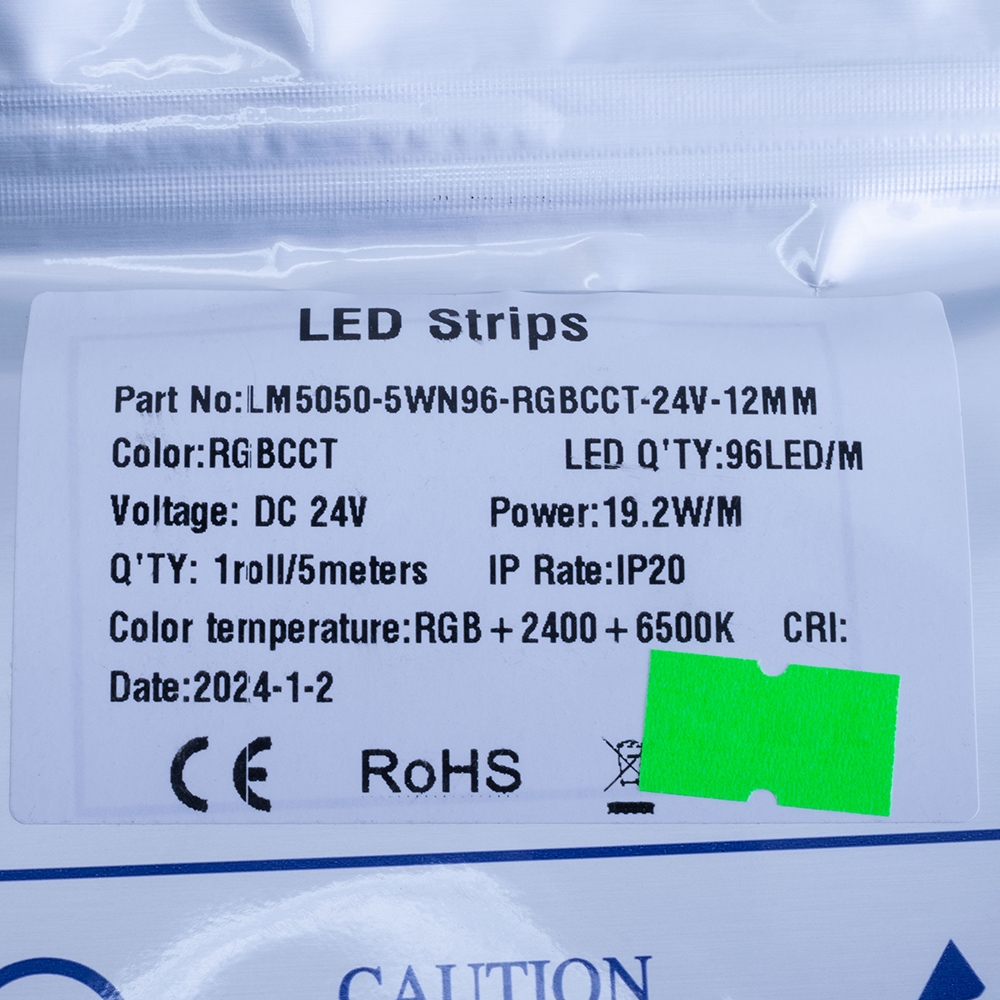 LED Strips
Part No:LM5050-5WN96-RGBCCT-24V-12MM
Color:RGBCCT LED Q'TY:96LED/M
Voltage: DC 24V Power:19.2W/M
Q'TY: 1roll/5meters IP Rate:IP20
Color temperature:RGB+2400+6500K CRI:
Date:2024-1-2
CE RoHS
CAUTION